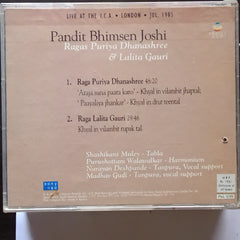 LIVE AT THE I.C.A. • LONDON • JUL. 1985
Pandit Bhimsen Joshi
Ragas Puriya Dhanashree
& Lalita Gauri
1. Raga Puriya Dhanashree 46:20
"Araja suna paata karo" - Khyal in vilambit jhaptal;
"Paayaliya jhankar" - Khyal in drut teental
2. Raga Lalita Gauri 28:46
Khyal in vilambit rupak tal
Shashikant Muley - Tabla
Purushottam Walawalkar - Harmonium
Narayan Deshpande - Tanpura, Vocal support
Madhav Gudi - Tanpura, vocal support